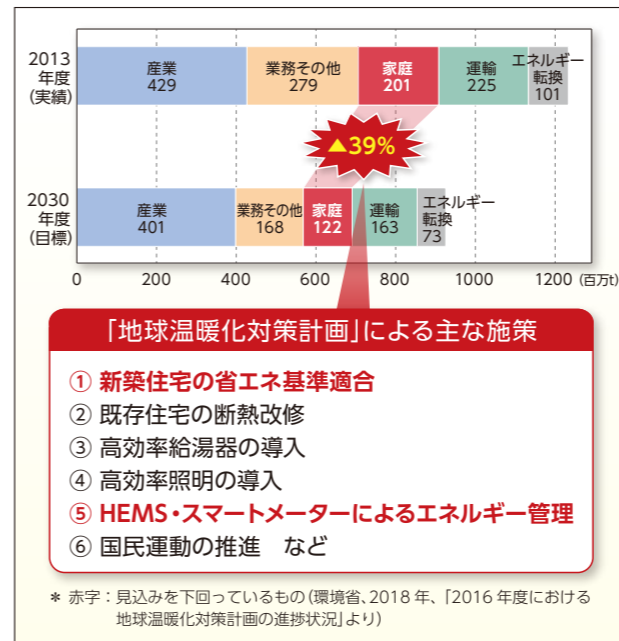 2013
年度
(実績)
産業
429
業務その他
279
家庭
201
運輸
225
エネルギー
転換
101
▲39%
2030
年度
(目標)
産業
401
業務その他
168
家庭
122
運輸
163
エネルギー
転換
73
0 200 400 600 800 1000 1200 (百万t)
「地球温暖化対策計画」による主な施策
① 新築住宅の省エネ基準適合
② 既存住宅の断熱改修
③ 高効率給湯器の導入
④ 高効率照明の導入
⑤ HEMS・スマートメーターによるエネルギー管理
⑥ 国民運動の推進 など
* 赤字：見込みを下回っているもの（環境省、2018年、「2016年度における
地球温暖化対策計画の進捗状況」より）